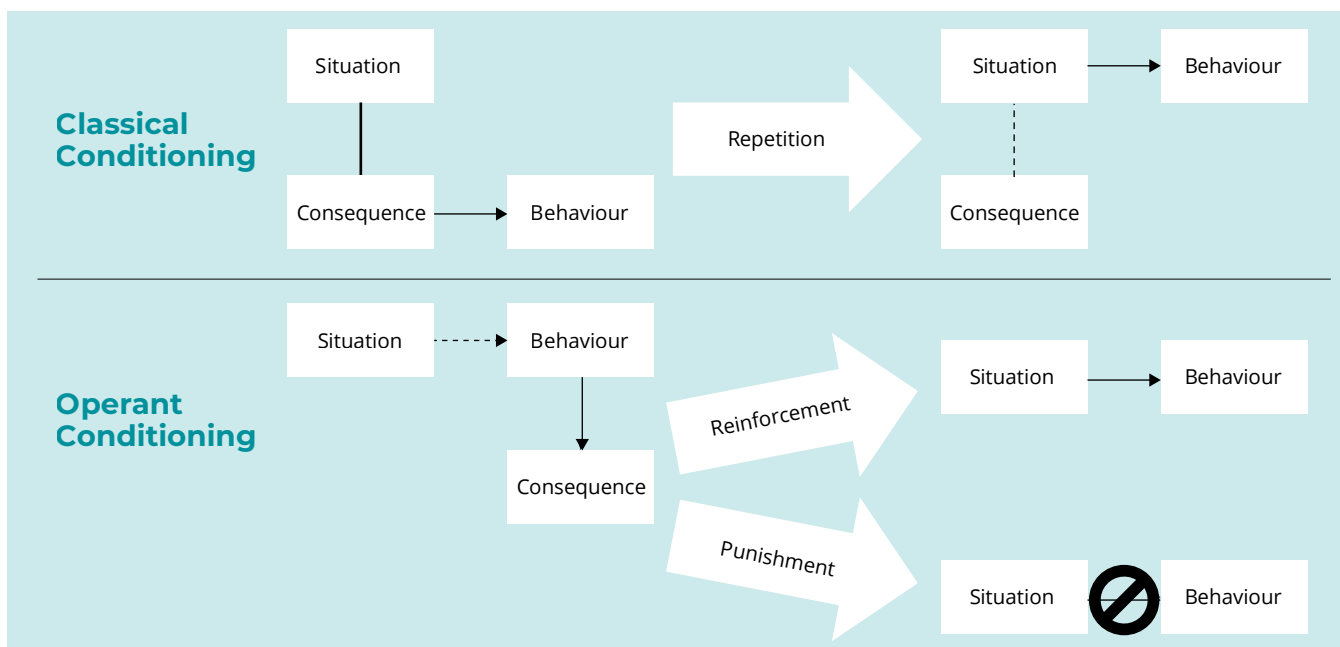 Classical
Conditioning
Situation
Consequence
Behaviour
Repetition
Situation
Behaviour
Consequence
Operant
Conditioning
Situation
Behaviour
Consequence
Reinforcement
Punishment
Situation
Behaviour
Situation
Behaviour